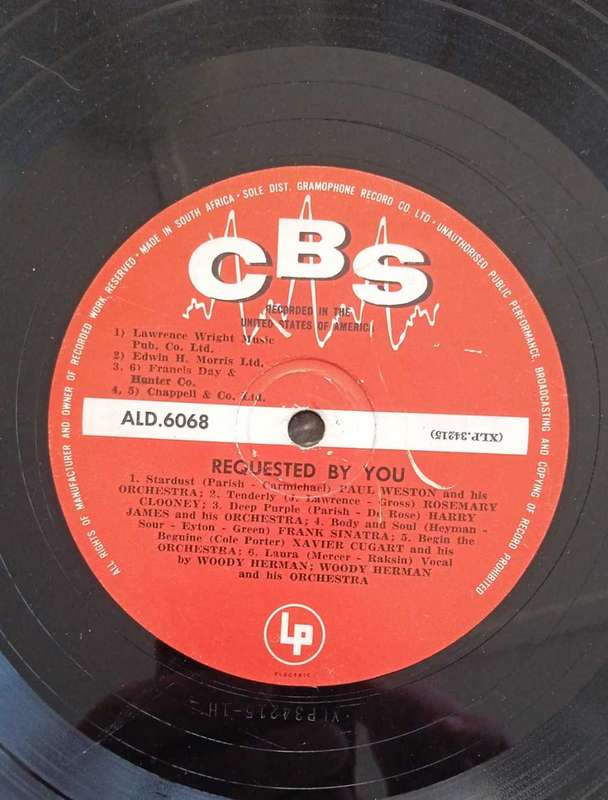 ALL RIGHTS OF MANUFACTURER AND OWNER OF RECORDED WORK RESERVED • MADE IN SOUTH AFRICA • SOLE DIST. GRAMOPHONE RECORD CO. LTD • UNAUTHORISED PUBLIC PERFORMANCE BROADCASTING AND COPYING OF RECORD PROHIBITED
CBS
RECORDED IN THE
UNITED STATES OF AMERICA
1) Lawrence Wright Music
Pub. Co. Ltd.
2) Edwin H. Morris Ltd.
3, 6) Francis Day &
Hunter Co.
4, 5) Chappell & Co. Ltd.
ALD.6068
(XLP.34215)
REQUESTED BY YOU
1. Stardust (Parish - Carmichael) PAUL WESTON and his
ORCHESTRA; 2. Tenderly (J. Lawrence - Gross) ROSEMARY
CLOONEY; 3. Deep Purple (Parish - De Rose) HARRY
JAMES and his ORCHESTRA; 4. Body and Soul (Heyman -
Sour - Eyton - Green) FRANK SINATRA; 5. Begin the
Beguine (Cole Porter) XAVIER CUGART and his
ORCHESTRA; 6. Laura (Mercer - Raksin) Vocal
by WOODY HERMAN; WOODY HERMAN
and his ORCHESTRA
LP
ELECTRIC
XLP34215-1H